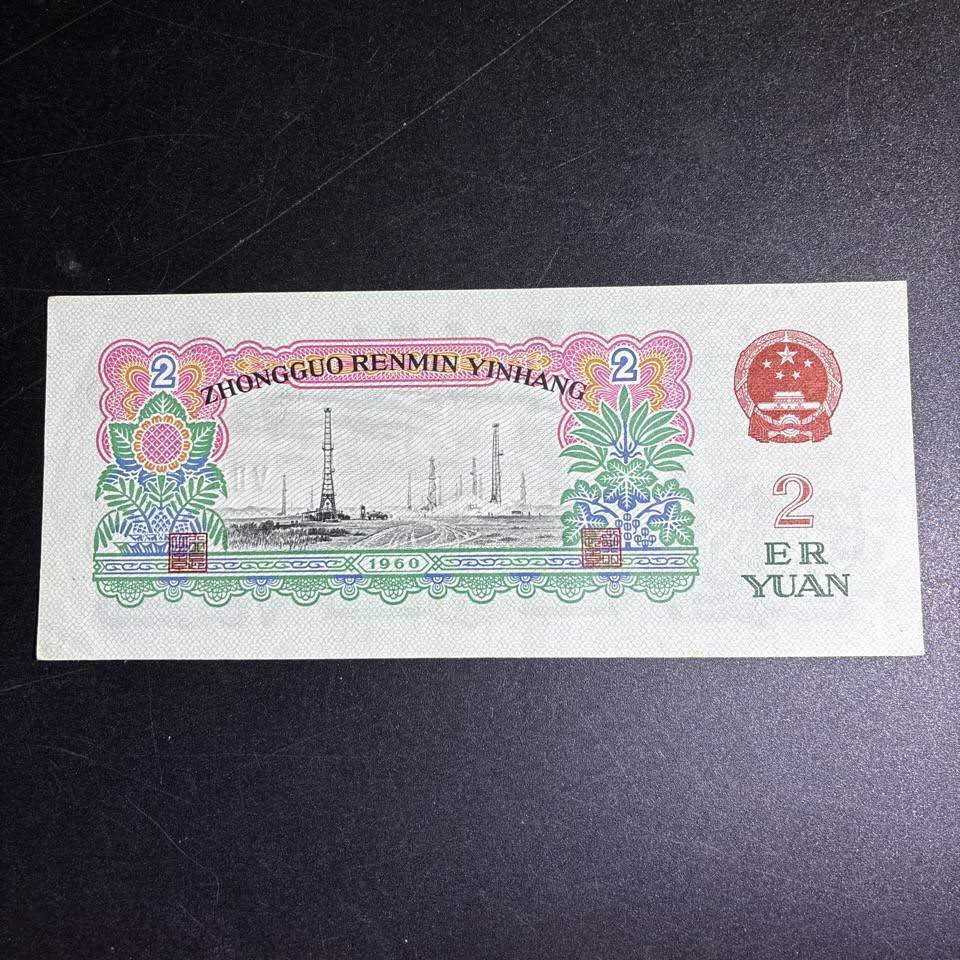 2 ZHONGGUO RENMIN YINHANG 2
2
ER
YUAN
1960